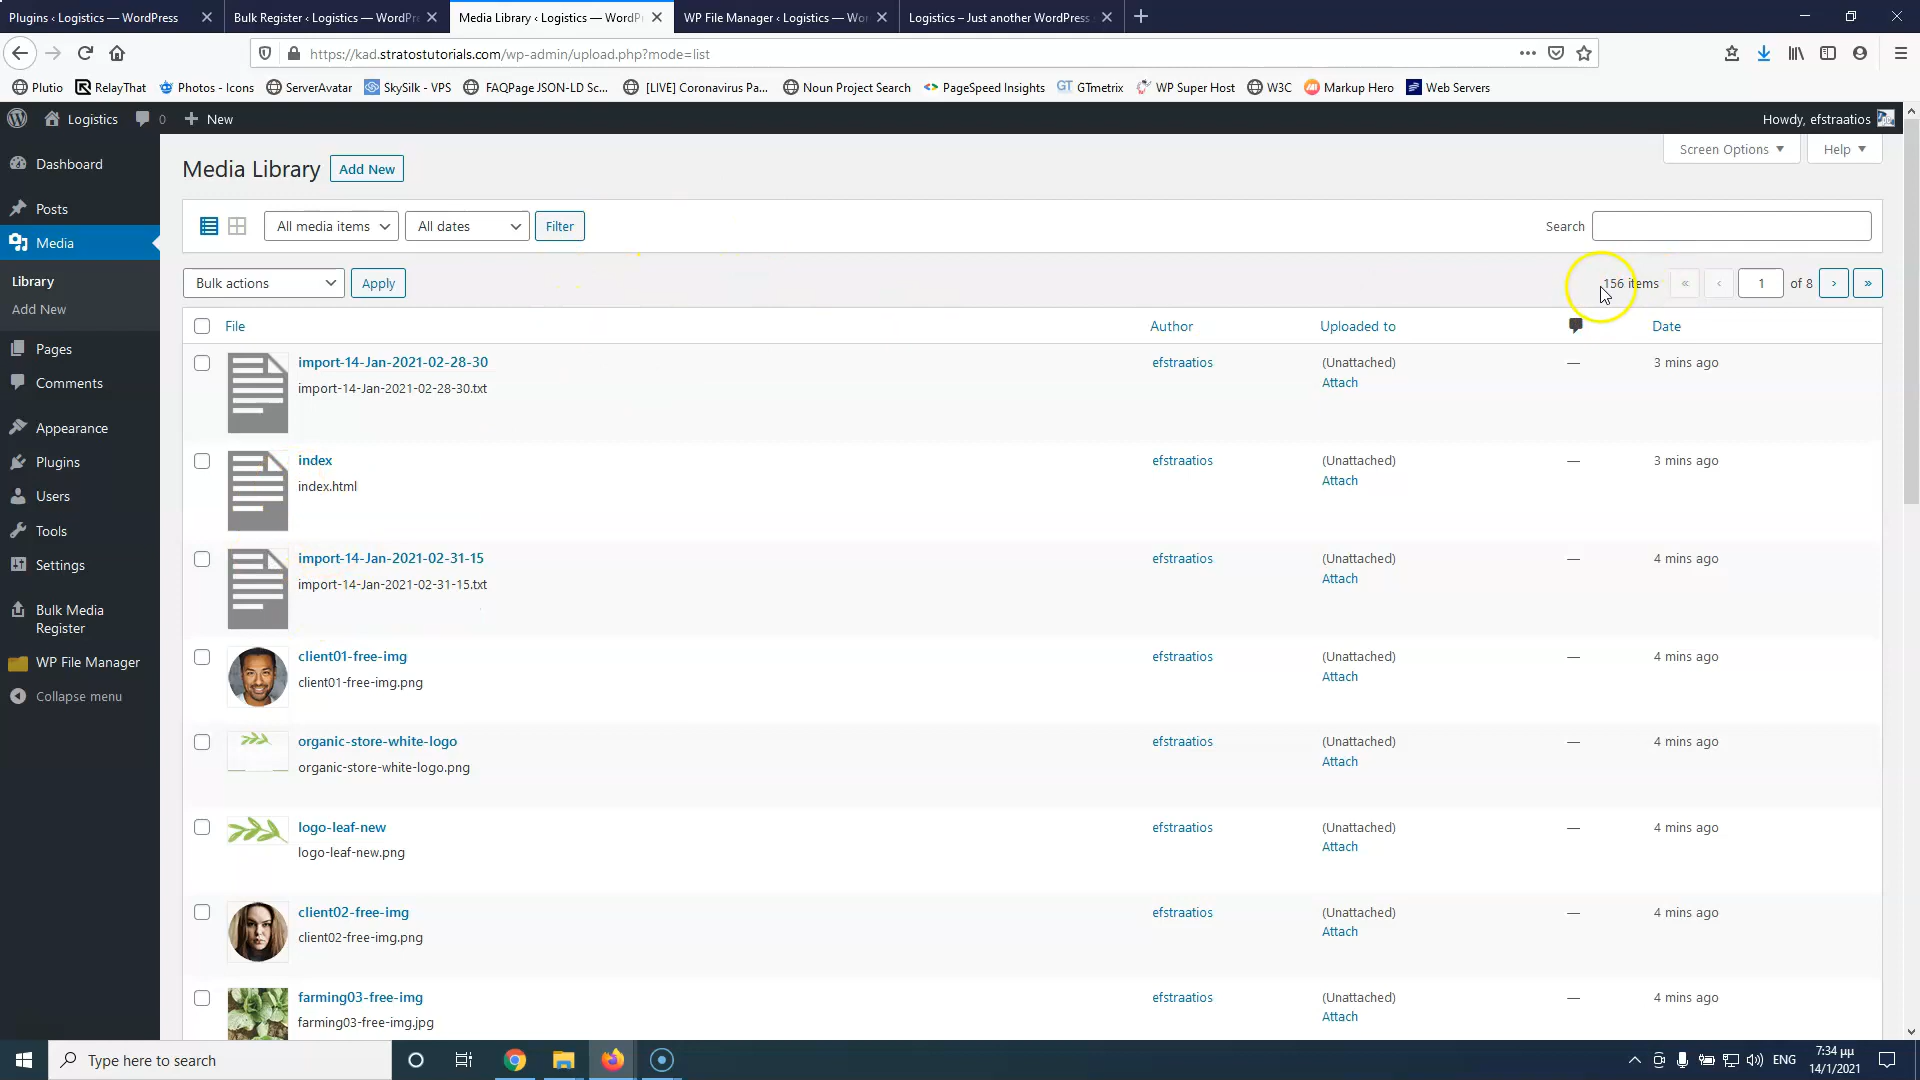 Plugins ‹ Logistics — WordPress
Bulk Register ‹ Logistics — WordPr
Media Library ‹ Logistics — WordP
WP File Manager ‹ Logistics — Wor
Logistics – Just another WordPress
https://kad.stratostutorials.com/wp-admin/upload.php?mode=list
Plutio
RelayThat
Photos - Icons
ServerAvatar
SkySilk - VPS
FAQPage JSON-LD Sc...
[LIVE] Coronavirus Pa...
Noun Project Search
PageSpeed Insights
GTmetrix
WP Super Host
W3C
Markup Hero
Web Servers
Logistics
0
New
Howdy, efstraatios
Dashboard
Posts
Media
Library
Add New
Pages
Comments
Appearance
Plugins
Users
Tools
Settings
Bulk Media
Register
WP File Manager
Collapse menu
Screen Options
Help
Media Library
Add New
All media items
All dates
Filter
Search
Bulk actions
Apply
156 items
«
‹
1
of 8
›
»
File
Author
Uploaded to
Date
import-14-Jan-2021-02-28-30
efstraatios
(Unattached)
—
3 mins ago
import-14-Jan-2021-02-28-30.txt
Attach
index
efstraatios
(Unattached)
—
3 mins ago
index.html
Attach
import-14-Jan-2021-02-31-15
efstraatios
(Unattached)
—
4 mins ago
import-14-Jan-2021-02-31-15.txt
Attach
client01-free-img
efstraatios
(Unattached)
—
4 mins ago
client01-free-img.png
Attach
organic-store-white-logo
efstraatios
(Unattached)
—
4 mins ago
organic-store-white-logo.png
Attach
logo-leaf-new
efstraatios
(Unattached)
—
4 mins ago
logo-leaf-new.png
Attach
client02-free-img
efstraatios
(Unattached)
—
4 mins ago
client02-free-img.png
Attach
farming03-free-img
efstraatios
(Unattached)
—
4 mins ago
farming03-free-img.jpg
Attach
Type here to search
ENG
7:34 μμ
14/1/2021